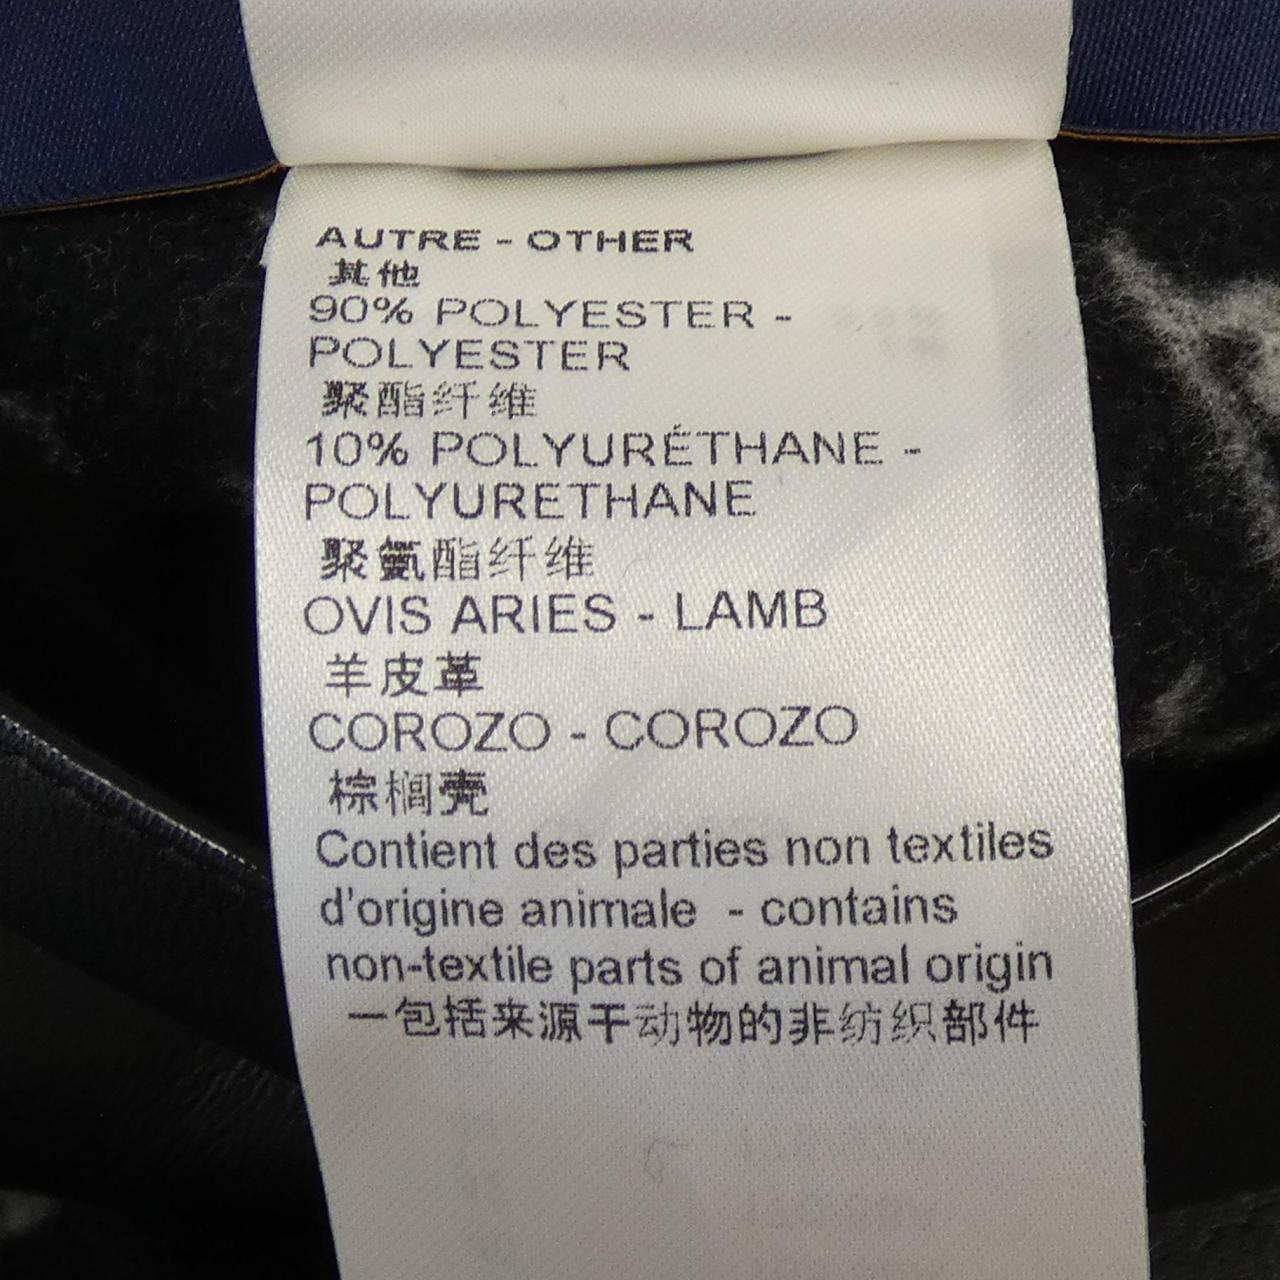 AUTRE - OTHER
其他
90% POLYESTER -
POLYESTER
聚酯纤维
10% POLYURÉTHANE -
POLYURETHANE
聚氨酯纤维
OVIS ARIES - LAMB
羊皮革
COROZO - COROZO
棕榈壳
Contient des parties non textiles
d'origine animale - contains
non-textile parts of animal origin
一包括来源于动物的非纺织部件